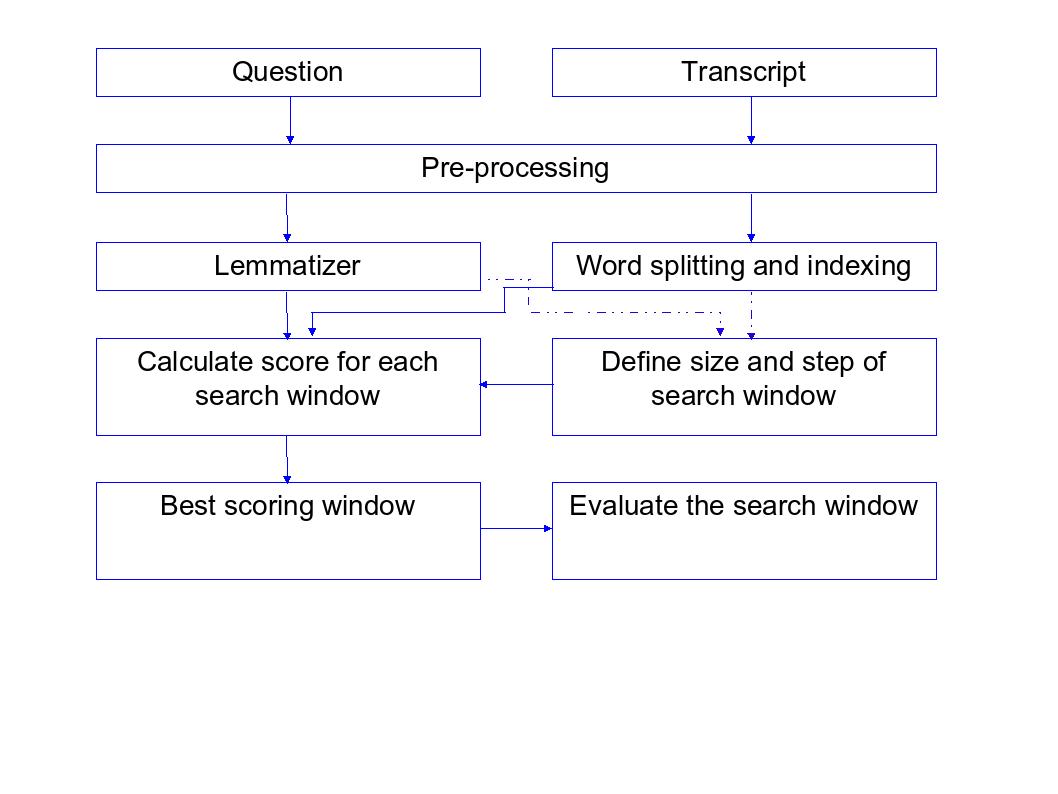 Question
Transcript
Pre-processing
Lemmatizer
Word splitting and indexing
Calculate score for each
search window
Define size and step of
search window
Best scoring window
Evaluate the search window